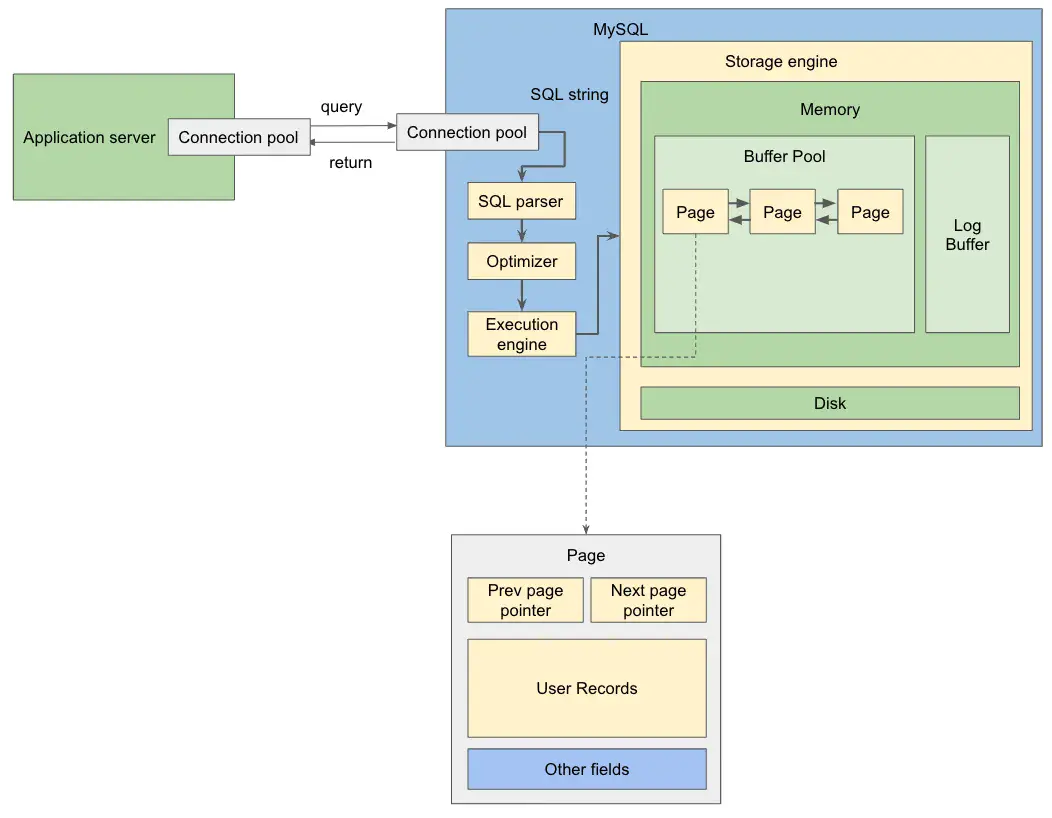 MySQL
Storage engine
Application server
Connection pool
query
return
Connection pool
SQL string
SQL parser
Optimizer
Execution
engine
Memory
Buffer Pool
Page
Page
Page
Log
Buffer
Disk
Page
Prev page
pointer
Next page
pointer
User Records
Other fields